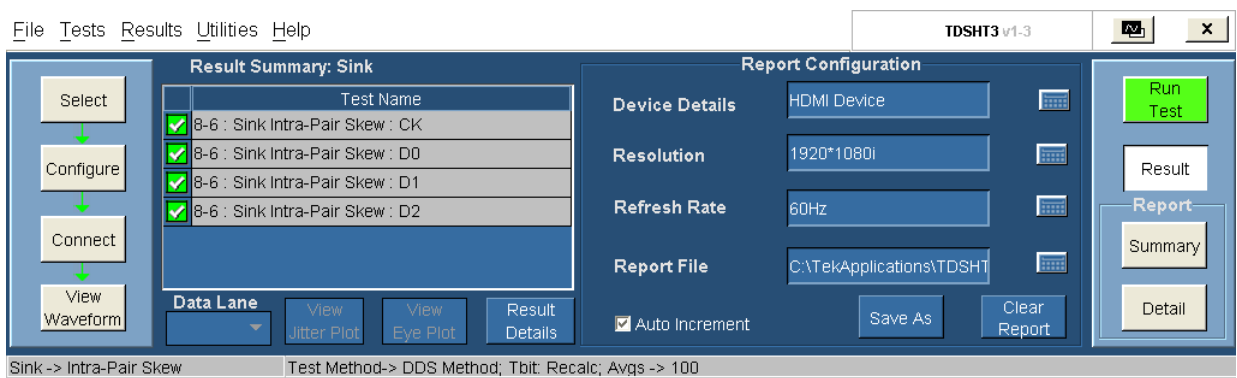 File Tests Results Utilities Help
TDSHT3 v1-3
x
Select
Configure
Connect
View
Waveform
Result Summary: Sink
Test Name
8-6 : Sink Intra-Pair Skew : CK
8-6 : Sink Intra-Pair Skew : D0
8-6 : Sink Intra-Pair Skew : D1
8-6 : Sink Intra-Pair Skew : D2
Data Lane
View
Jitter Plot
View
Eye Plot
Result
Details
Report Configuration
Device Details
HDMI Device
Resolution
1920*1080i
Refresh Rate
60Hz
Report File
C:\TekApplications\TDSHT
Auto Increment
Save As
Clear
Report
Run
Test
Result
Report
Summary
Detail
Sink -> Intra-Pair Skew
Test Method-> DDS Method; Tbit: Recalc; Avgs -> 100